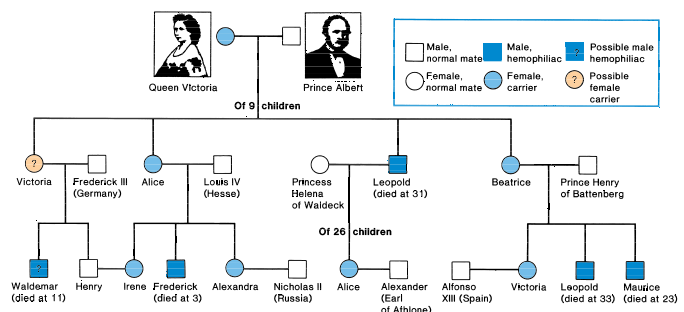 Queen Victoria
Prince Albert
Male,
normal mate
Male,
hemophiliac
?
Possible male
hemophiliac
Female,
normal mate
Female,
carrier
?
Possible
female
carrier
Of 9 children
?
Victoria
Frederick III
(Germany)
Alice
Louis IV
(Hesse)
Princess
Helena
of Waldeck
Leopold
(died at 31)
Beatrice
Prince Henry
of Battenberg
Of 26 children
?
Waldemar
(died at 11)
Henry
Irene
Frederick
(died at 3)
Alexandra
Nicholas II
(Russia)
Alice
Alexander
(Earl
of Athlone)
Alfonso
XIII (Spain)
Victoria
Leopold
(died at 33)
Maurice
(died at 23)